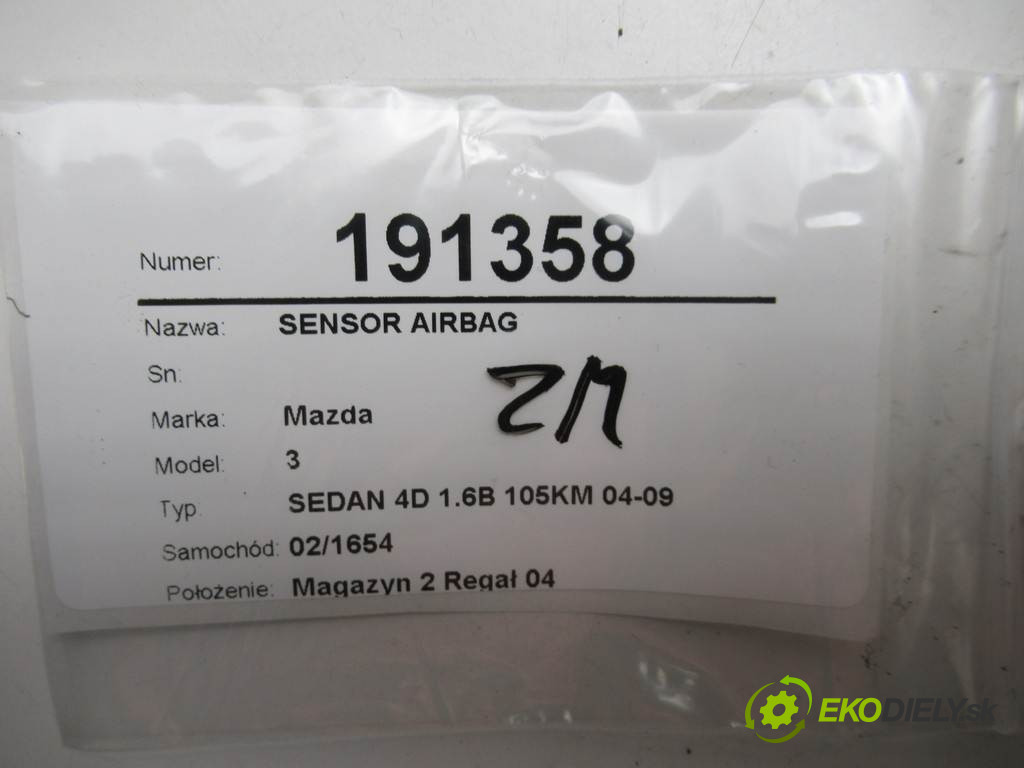 Numer: 191358
Nazwa: SENSOR AIRBAG
Sn:
Marka: Mazda
Model: 3
Typ: SEDAN 4D 1.6B 105KM 04-09
Samochód: 02/1654
Położenie: Magazyn 2 Regał 04
EKODIELY.sk